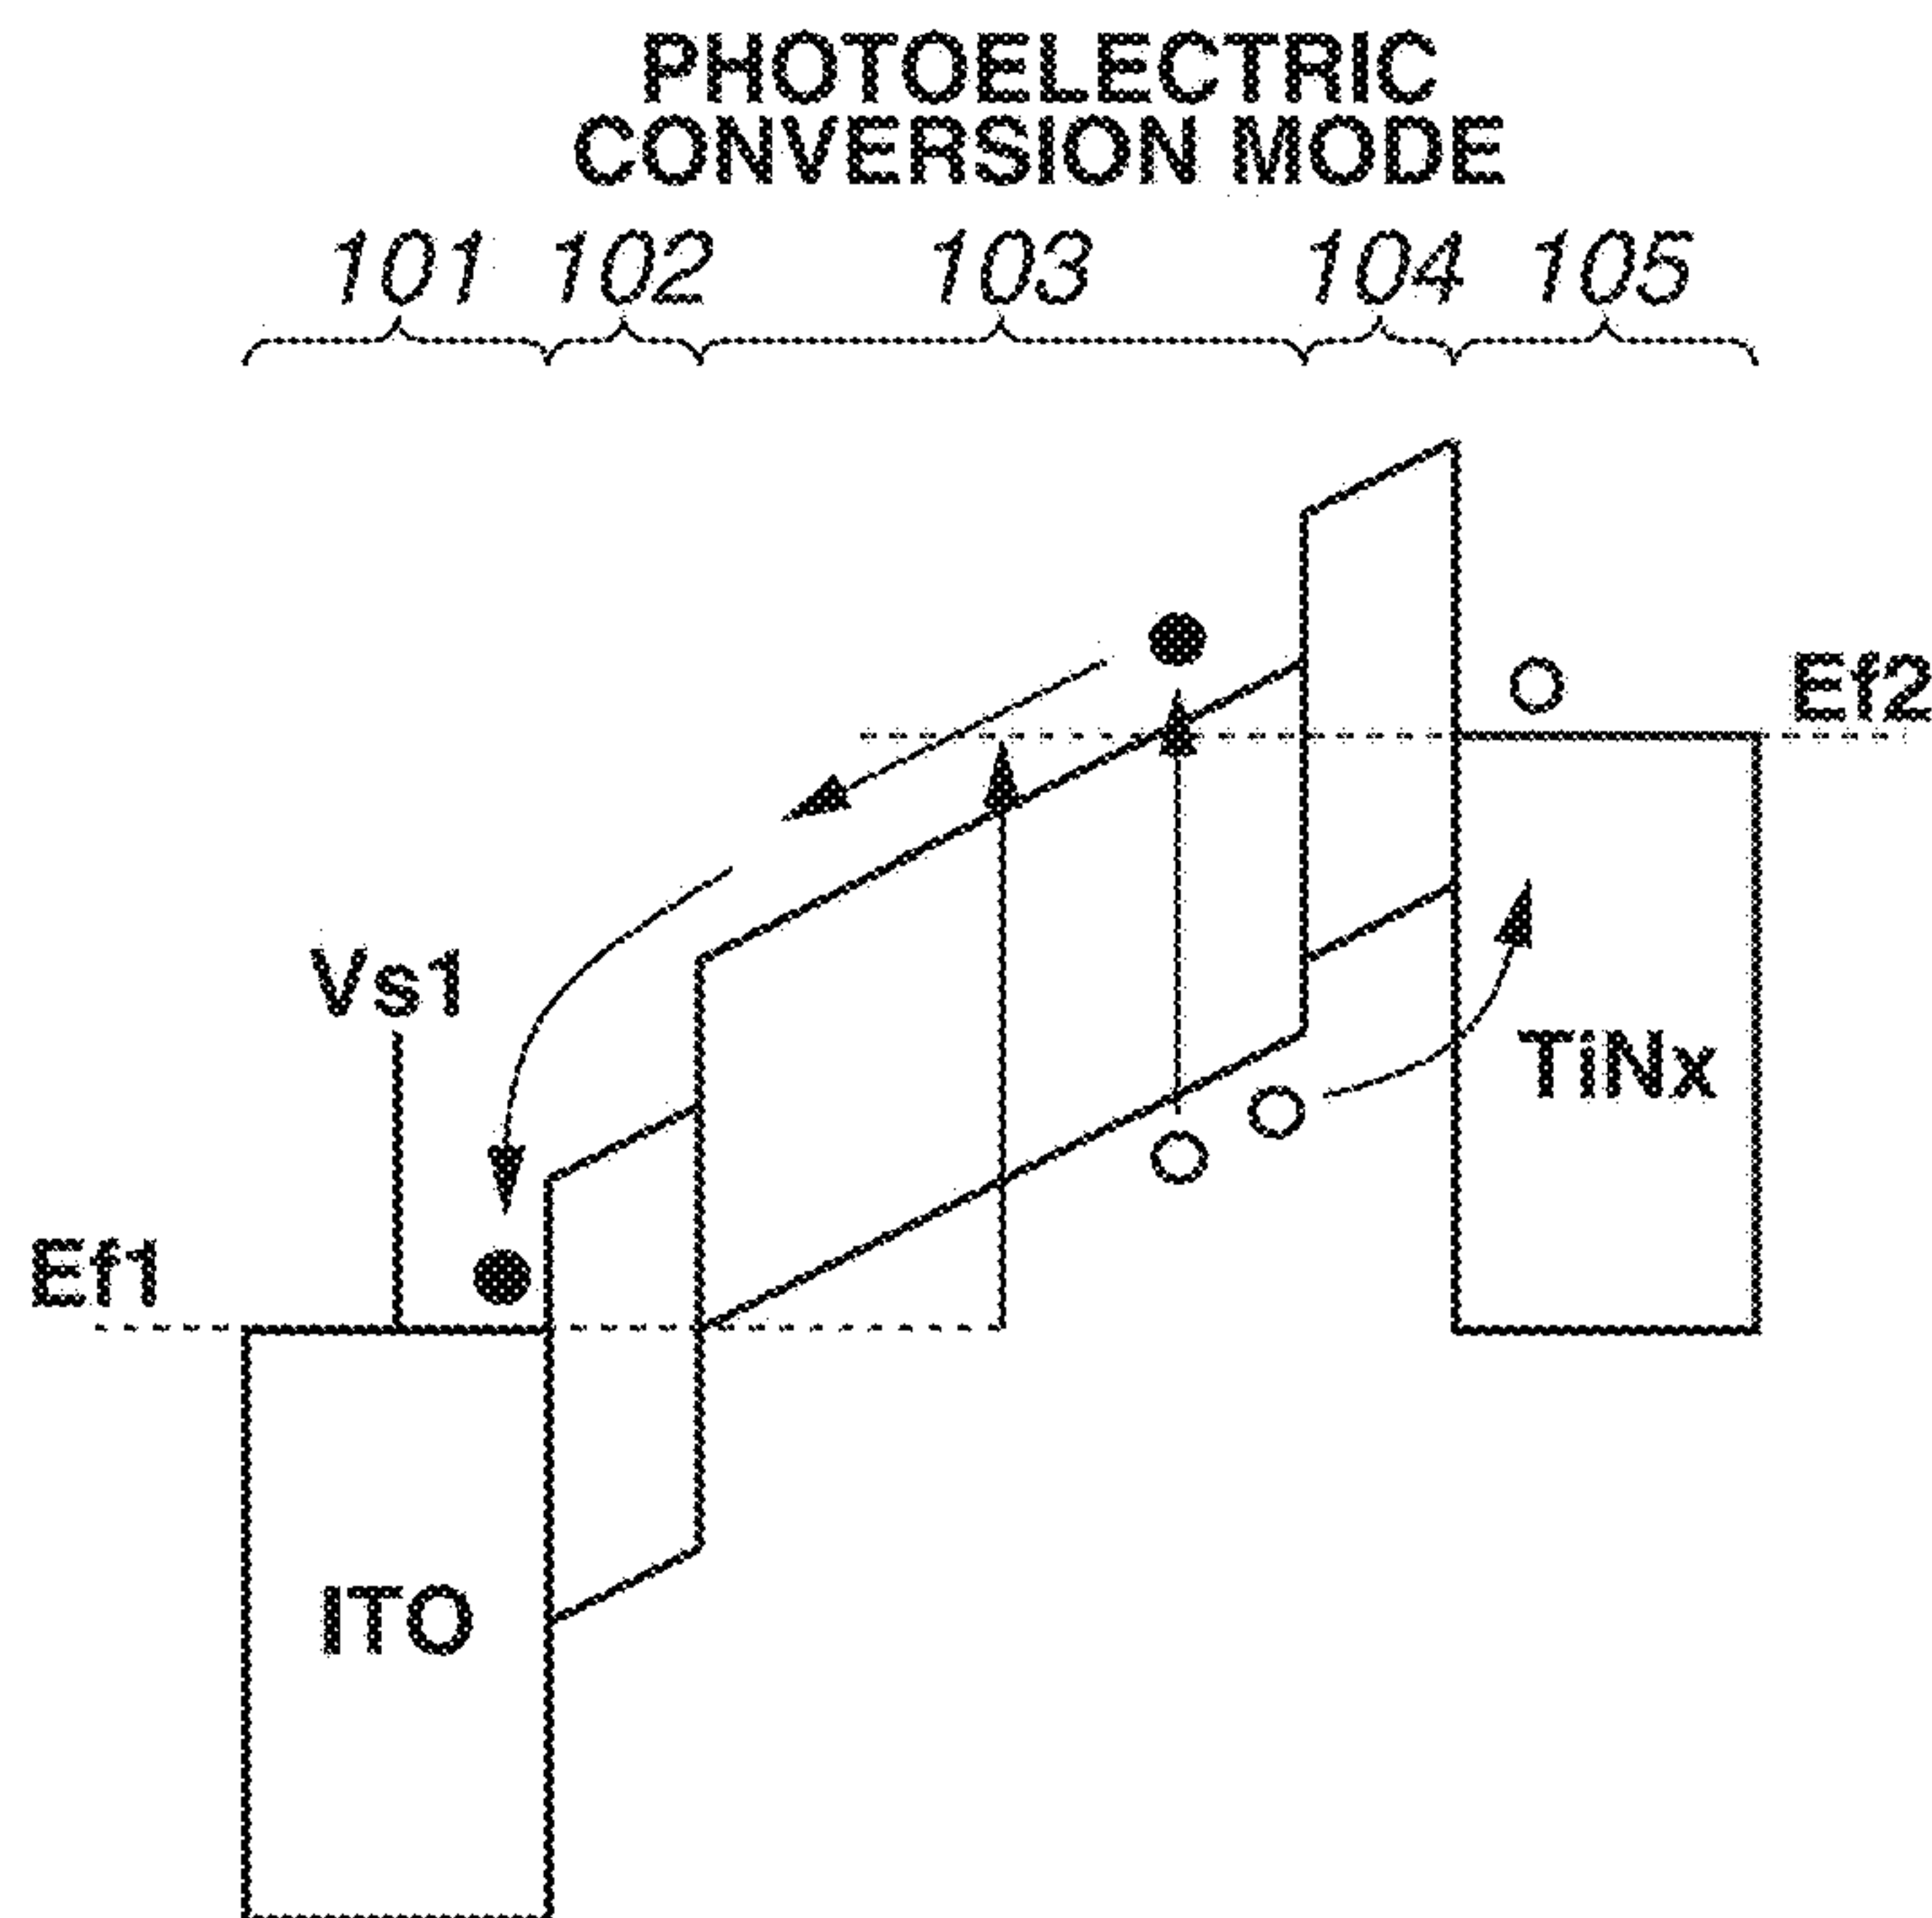 PHOTOELECTRIC
CONVERSION MODE
101 102 103 104 105
Ef2
Vs1
TiNx
Ef1
ITO